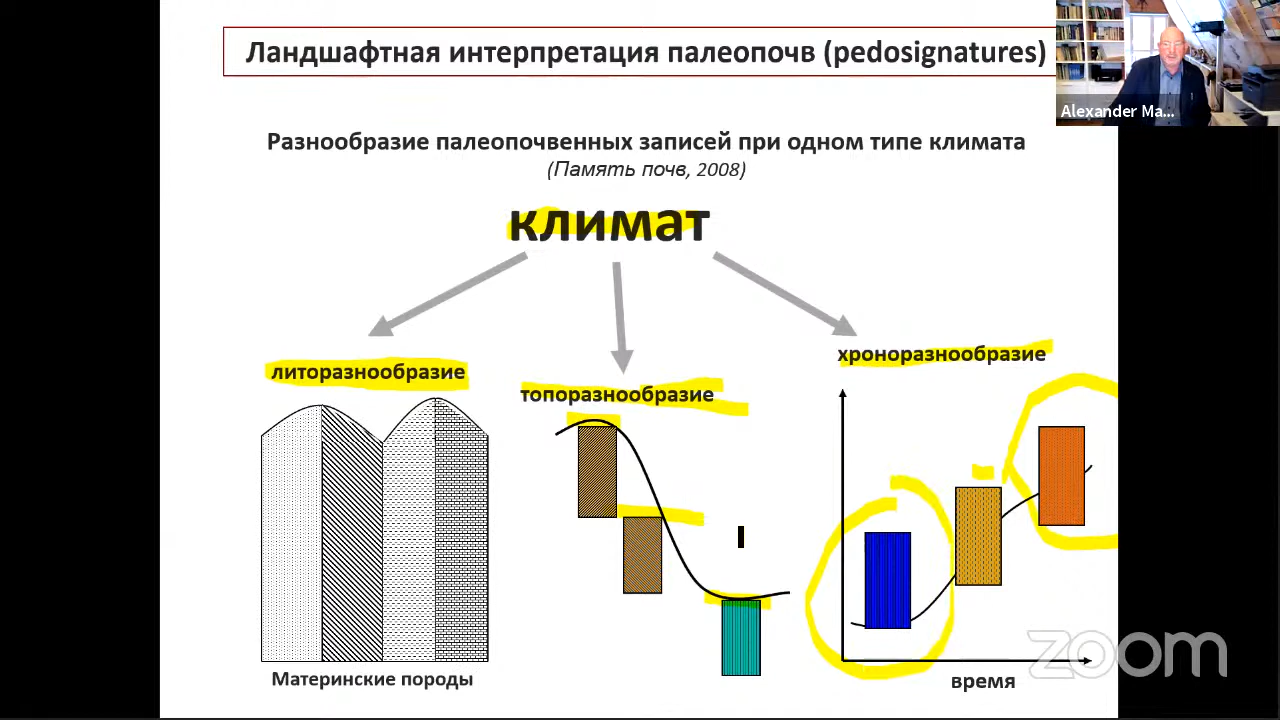 Ландшафтная интерпретация палеопочв (pedosignatures)
Alexander Ma...
Разнообразие палеопочвенных записей при одном типе климата
(Память почв, 2008)
климат
литоразнообразие
топоразнообразие
хроноразнообразие
Материнские породы
время
zoom